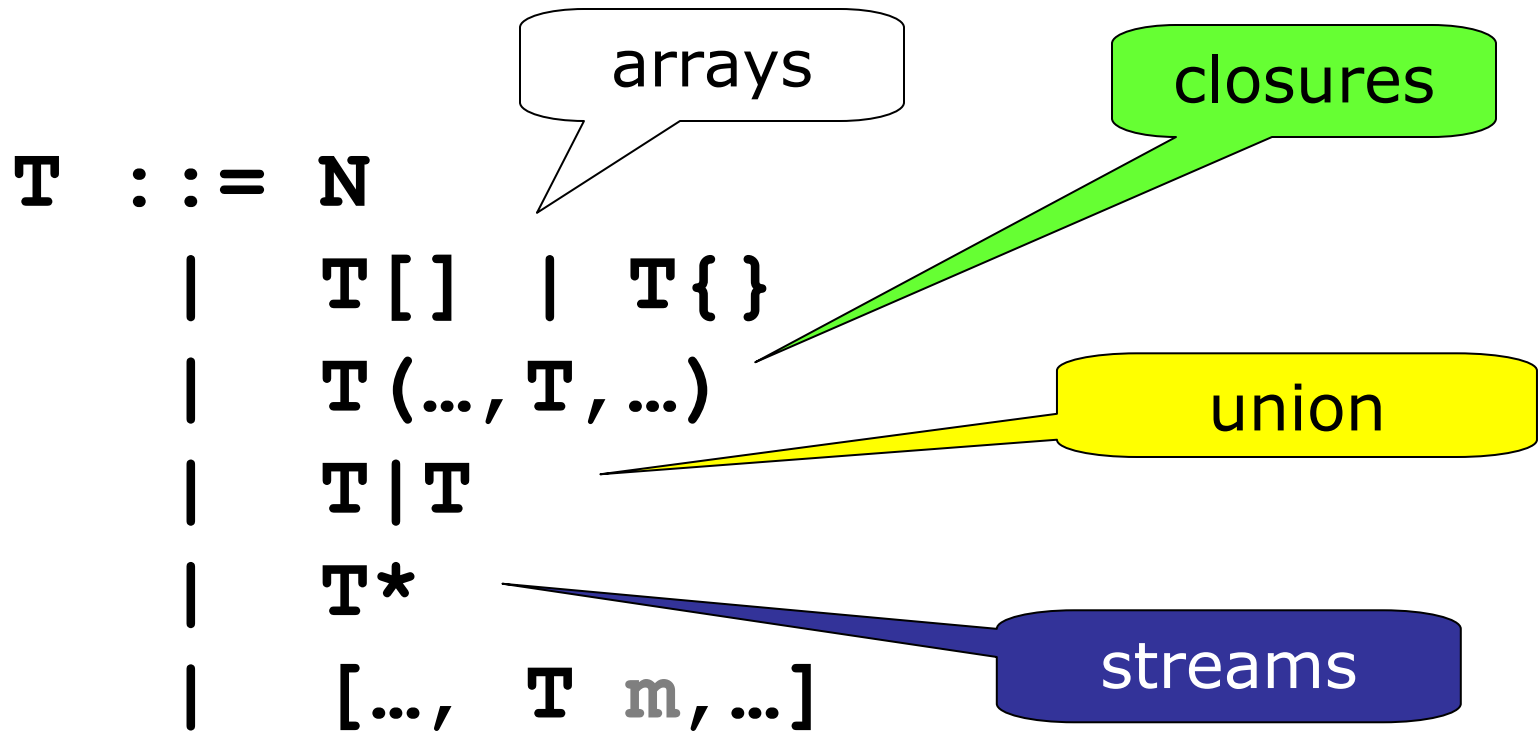 arrays
closures
T ::= N
| T[] | T{}
| T(…,T,…)
union
| T|T
| T*
streams
| […, T m,…]